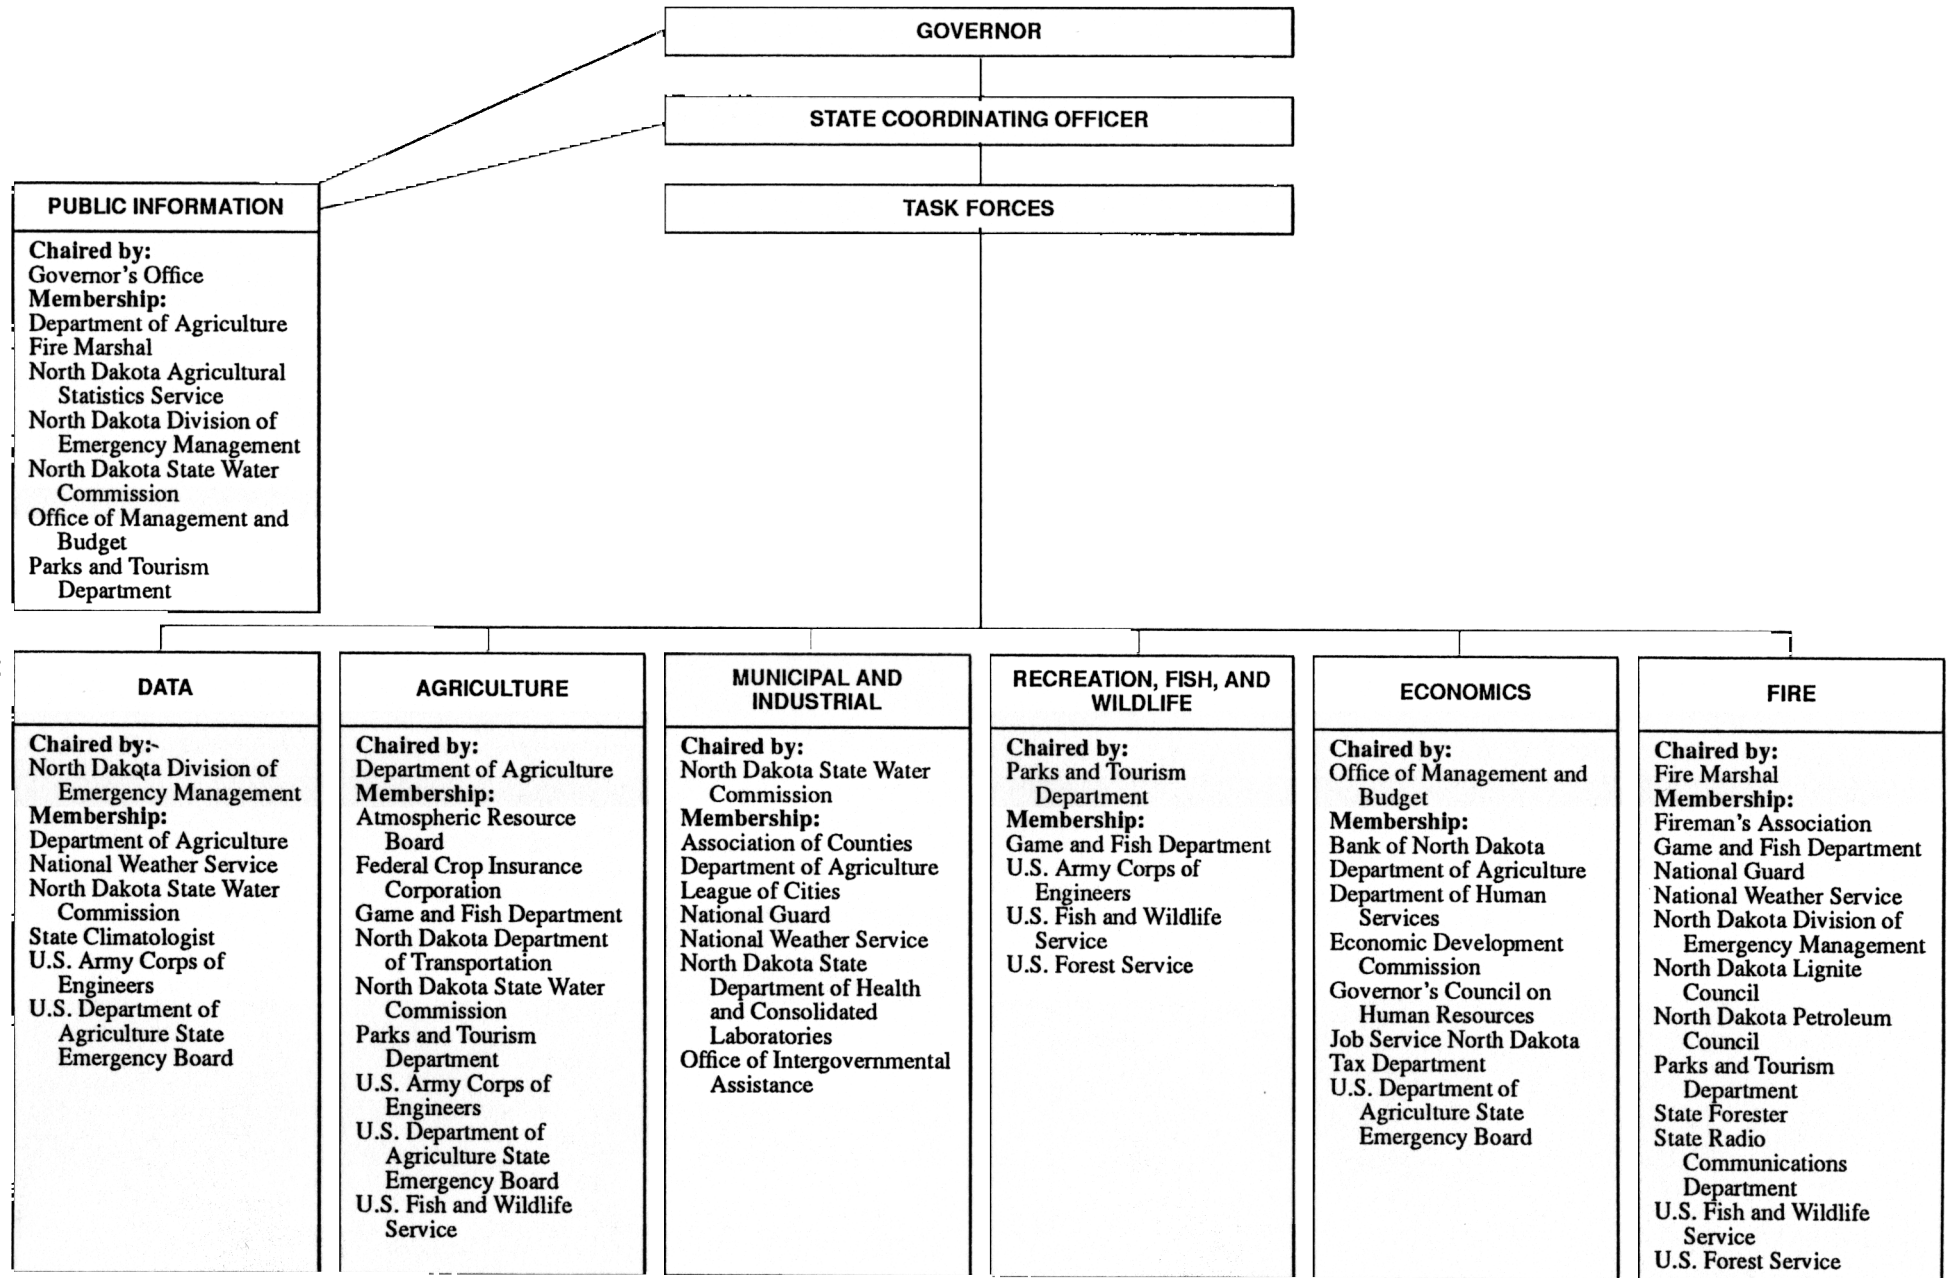 GOVERNOR
STATE COORDINATING OFFICER
TASK FORCES
PUBLIC INFORMATION
Chaired by:
Governor's Office
Membership:
Department of Agriculture
Fire Marshal
North Dakota Agricultural
Statistics Service
North Dakota Division of
Emergency Management
North Dakota State Water
Commission
Office of Management and
Budget
Parks and Tourism
Department
DATA
Chaired by:
North Dakota Division of
Emergency Management
Membership:
Department of Agriculture
National Weather Service
North Dakota State Water
Commission
State Climatologist
U.S. Army Corps of
Engineers
U.S. Department of
Agriculture State
Emergency Board
AGRICULTURE
Chaired by:
Department of Agriculture
Membership:
Atmospheric Resource
Board
Federal Crop Insurance
Corporation
Game and Fish Department
North Dakota Department
of Transportation
North Dakota State Water
Commission
Parks and Tourism
Department
U.S. Army Corps of
Engineers
U.S. Department of
Agriculture State
Emergency Board
U.S. Fish and Wildlife
Service
MUNICIPAL AND
INDUSTRIAL
Chaired by:
North Dakota State Water
Commission
Membership:
Association of Counties
Department of Agriculture
League of Cities
National Guard
National Weather Service
North Dakota State
Department of Health
and Consolidated
Laboratories
Office of Intergovernmental
Assistance
RECREATION, FISH, AND
WILDLIFE
Chaired by:
Parks and Tourism
Department
Membership:
Game and Fish Department
U.S. Army Corps of
Engineers
U.S. Fish and Wildlife
Service
U.S. Forest Service
ECONOMICS
Chaired by:
Office of Management and
Budget
Membership:
Bank of North Dakota
Department of Agriculture
Department of Human
Services
Economic Development
Commission
Governor's Council on
Human Resources
Job Service North Dakota
Tax Department
U.S. Department of
Agriculture State
Emergency Board
FIRE
Chaired by:
Fire Marshal
Membership:
Fireman's Association
Game and Fish Department
National Guard
National Weather Service
North Dakota Division of
Emergency Management
North Dakota Lignite
Council
North Dakota Petroleum
Council
Parks and Tourism
Department
State Forester
State Radio
Communications
Department
U.S. Fish and Wildlife
Service
U.S. Forest Service